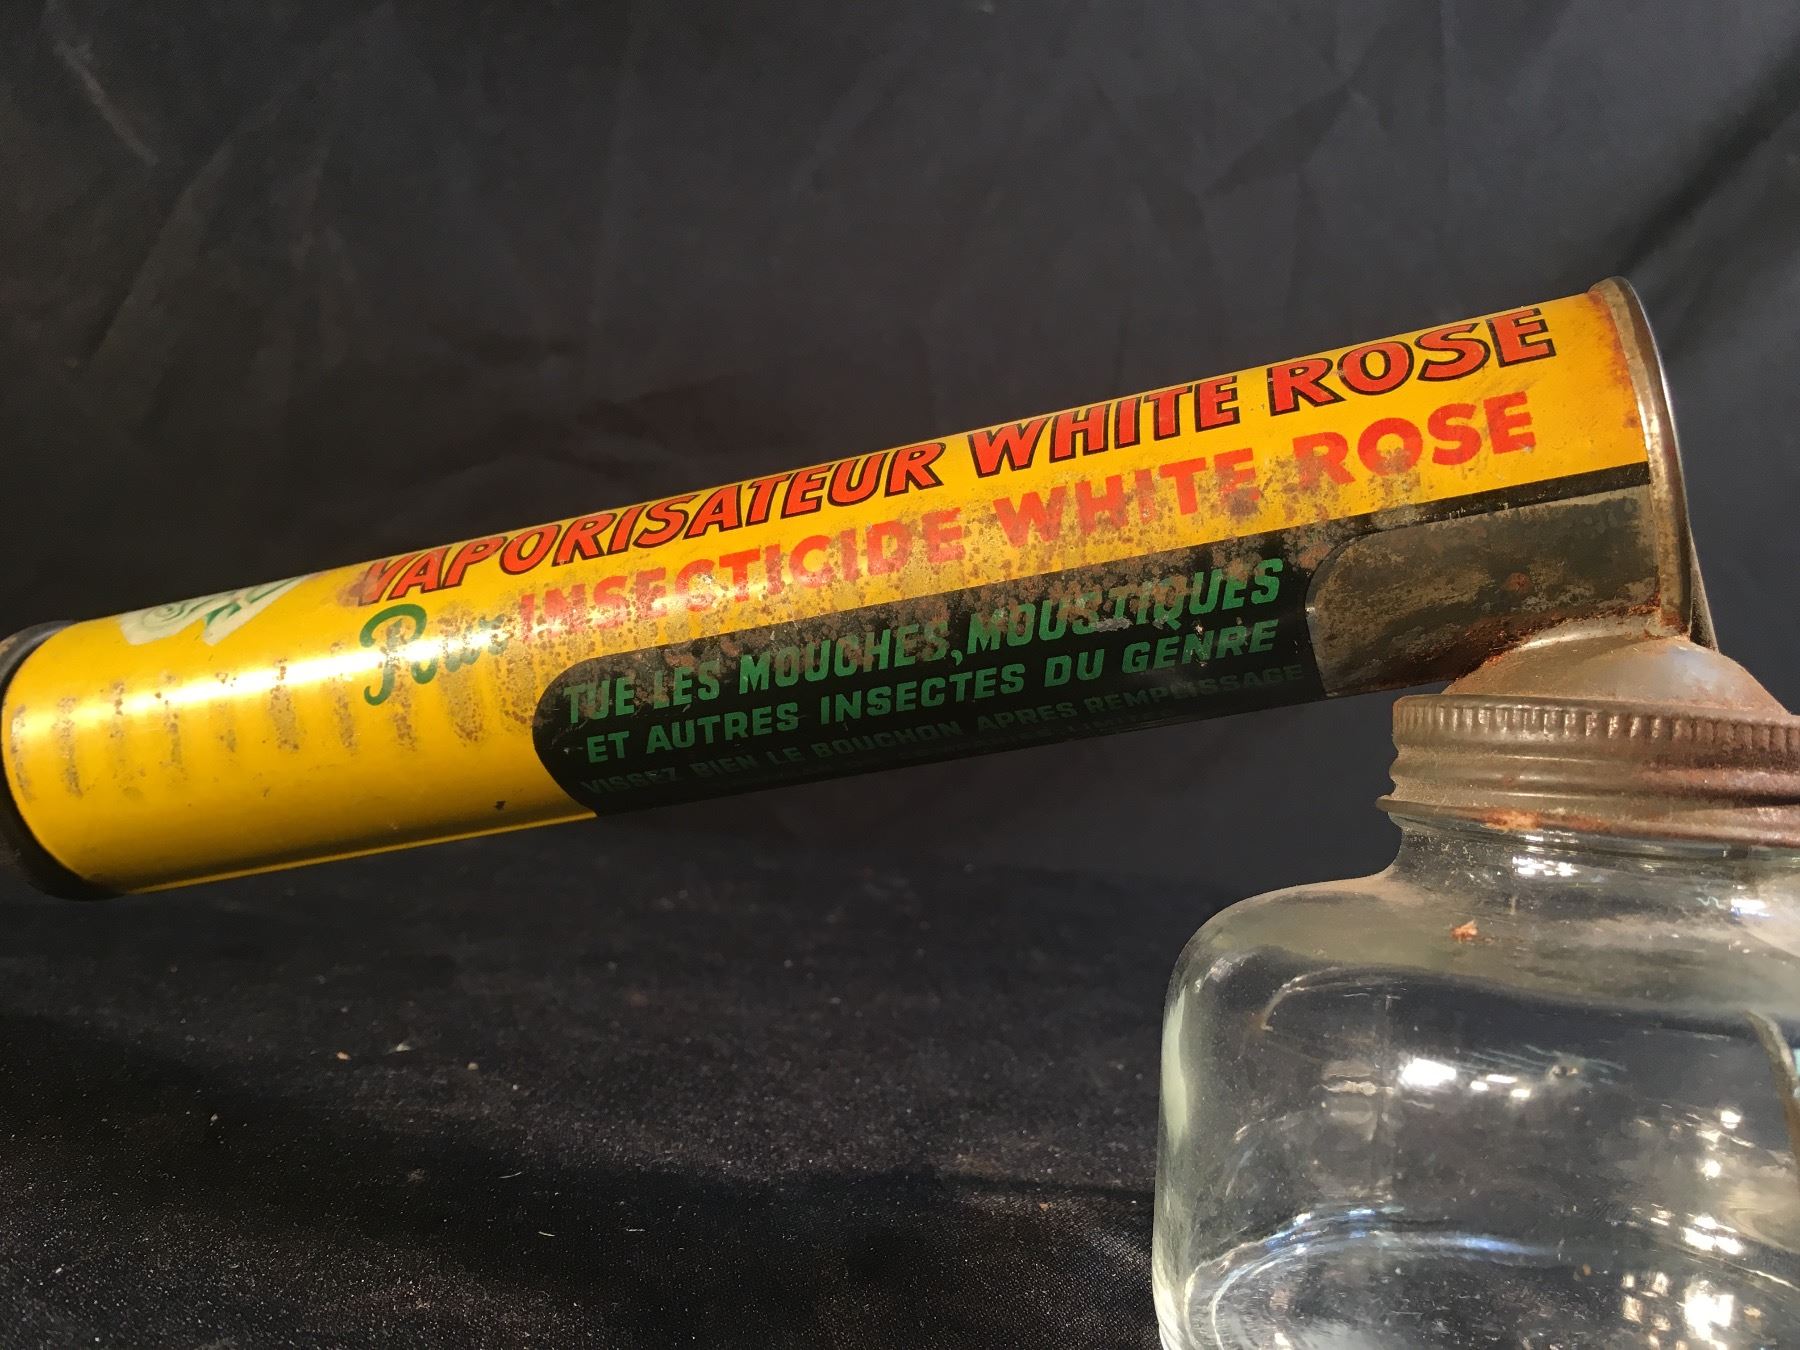 VAPORISATEUR WHITE ROSE
Pour INSECTICIDE WHITE ROSE
TUE LES MOUCHES, MOUSTIQUES
ET AUTRES INSECTES DU GENRE
VISSEZ BIEN LE BOUCHON APRES REMPLISSAGE